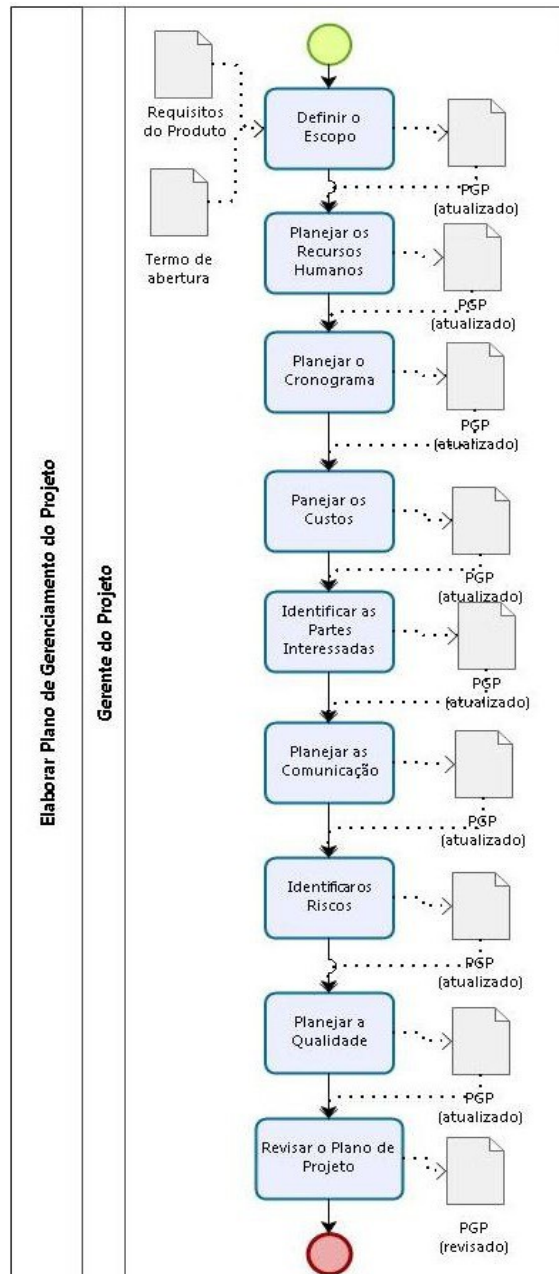 Elaborar Plano de Gerenciamento do Projeto
Gerente do Projeto
Requisitos
do Produto
Termo de
abertura
Definir o
Escopo
PGP
(atualizado)
Planejar os
Recursos
Humanos
PGP
(atualizado)
Planejar o
Cronograma
PGP
(atualizado)
Panejar os
Custos
PGP
(atualizado)
Identificar as
Partes
Interessadas
PGP
(atualizado)
Planejar as
Comunicação
PGP
(atualizado)
Identificaros
Riscos
PGP
(atualizado)
Planejar a
Qualidade
PGP
(atualizado)
Revisar o Plano de
Projeto
PGP
(revisado)